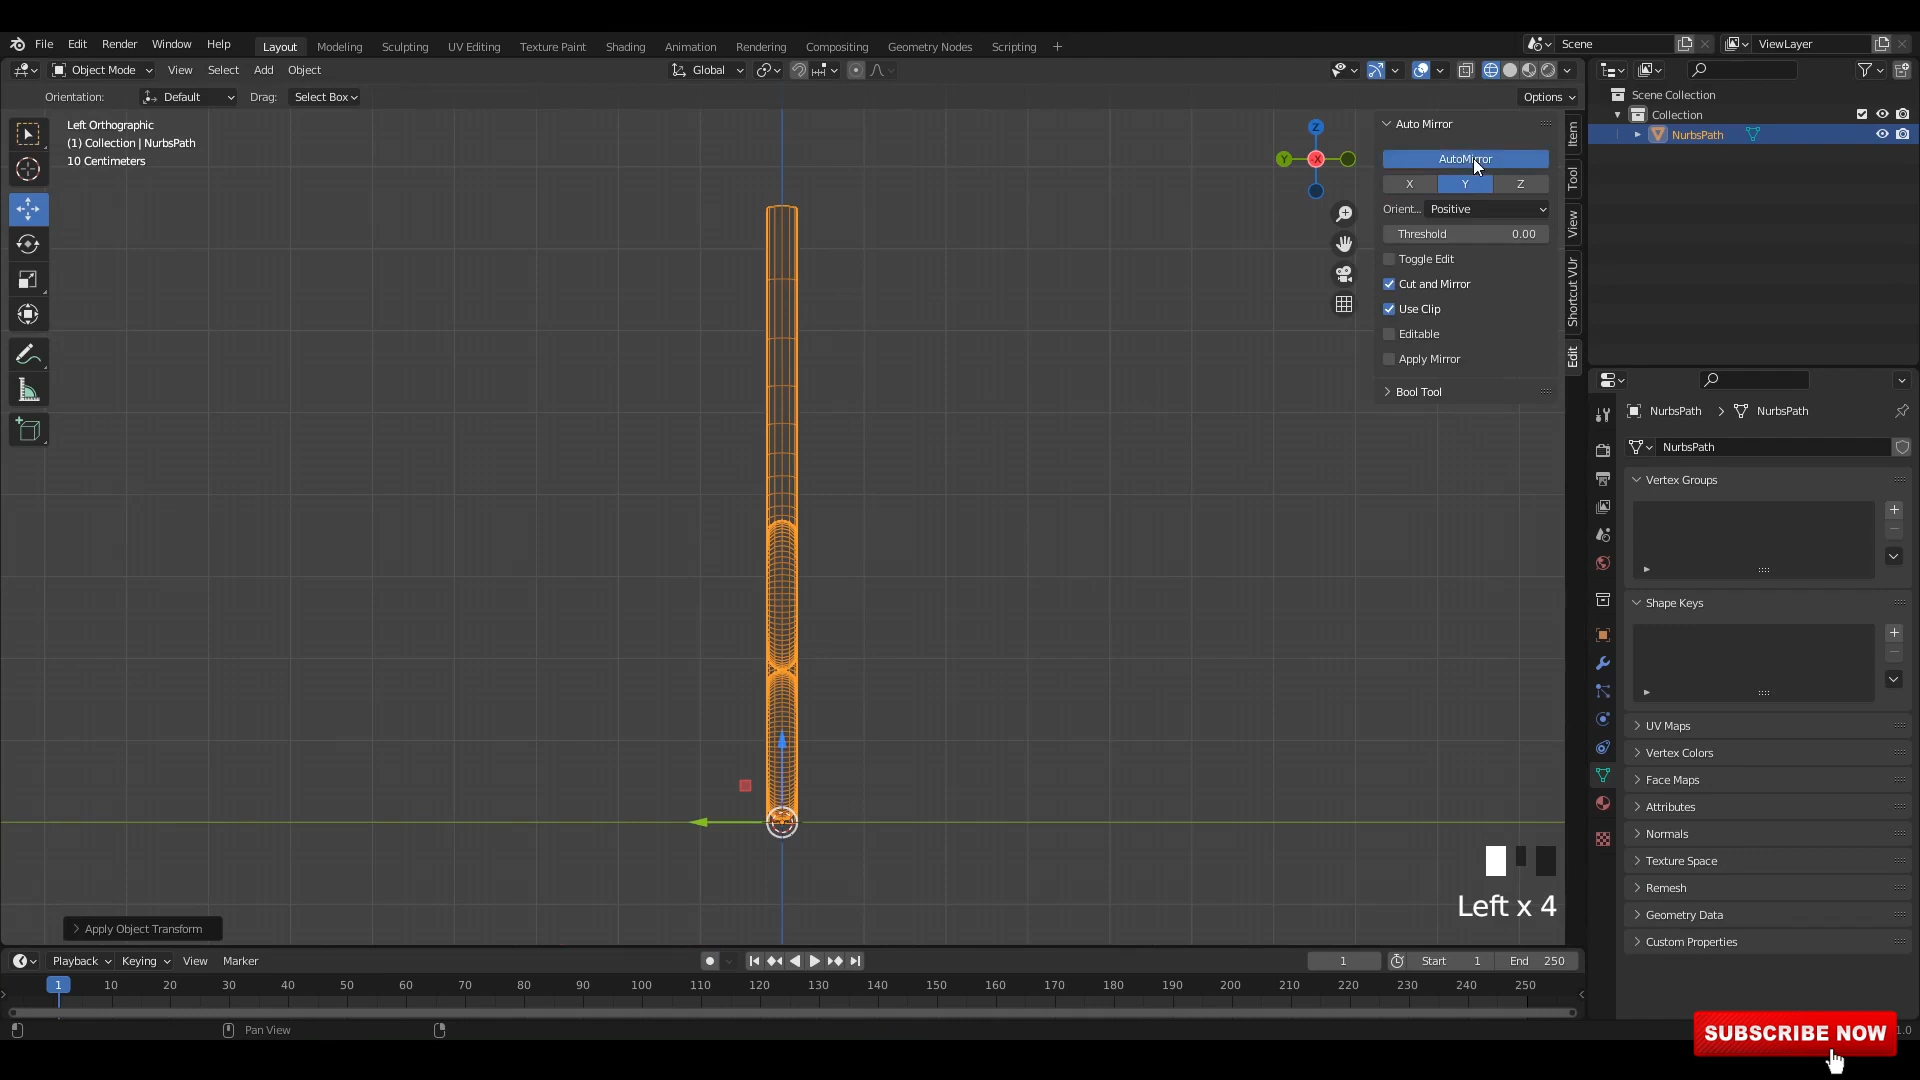 File Edit Render Window Help
Layout Modeling Sculpting UV Editing Texture Paint Shading Animation Rendering Compositing Geometry Nodes Scripting +
Scene ViewLayer
Object Mode View Select Add Object Global
Orientation: Default Drag: Select Box Options
Left Orthographic
(1) Collection | NurbsPath
10 Centimeters
Z
Y
-X
Auto Mirror
AutoMirror
X Y Z
Orient... Positive
Threshold 0.00
Toggle Edit
Cut and Mirror
Use Clip
Editable
Apply Mirror
Bool Tool
Item
Tool
View
Shortcut VUr
Edit
Scene Collection
Collection
NurbsPath
NurbsPath NurbsPath
NurbsPath
Vertex Groups
Shape Keys
UV Maps
Vertex Colors
Face Maps
Attributes
Normals
Texture Space
Remesh
Geometry Data
Custom Properties
Left x 4
Apply Object Transform
Playback Keying View Marker
1 Start 1 End 250
1 10 20 30 40 50 60 70 80 90 100 110 120 130 140 150 160 170 180 190 200 210 220 230 240 250
Pan View
SUBSCRIBE NOW